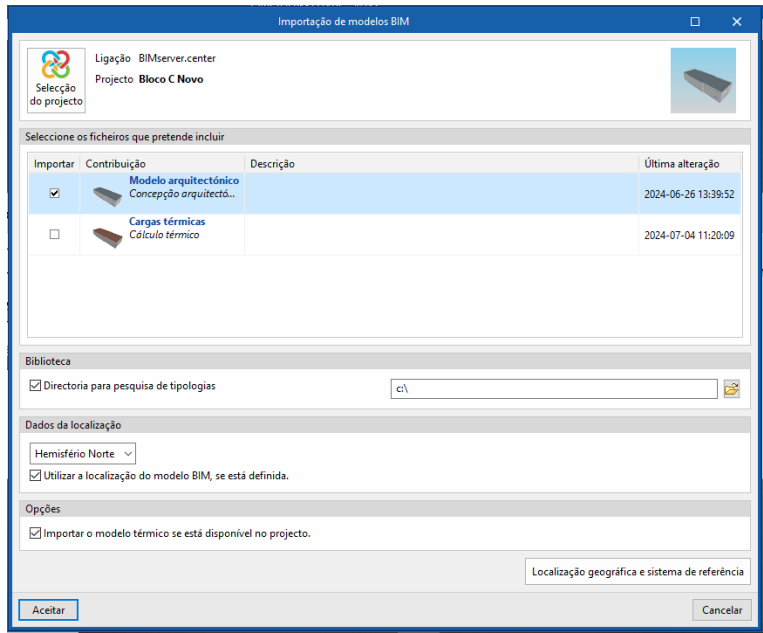 Importação de modelos BIM
Selecção
do projecto
Ligação BIMserver.center
Projecto Bloco C Novo
Seleccione os ficheiros que pretende incluir
Importar Contribuição Descrição Última alteração
Modelo arquitectónico
Concepção arquitectó...
2024-06-26 13:39:52
Cargas térmicas
Cálculo térmico
2024-07-04 11:20:09
Biblioteca
Directoria para pesquisa de tipologias c:\
Dados da localização
Hemisfério Norte
Utilizar a localização do modelo BIM, se está definida.
Opções
Importar o modelo térmico se está disponível no projecto.
Localização geográfica e sistema de referência
Aceitar Cancelar